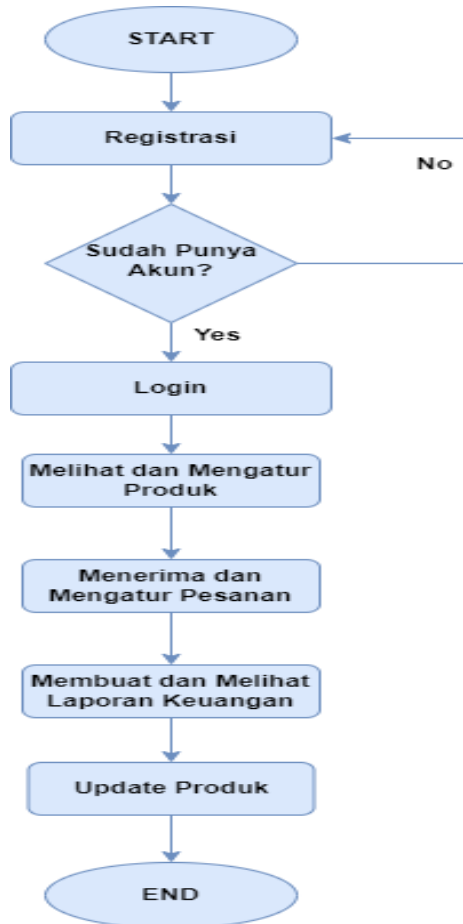 START
Registrasi
No
Sudah Punya
Akun?
Yes
Login
Melihat dan Mengatur
Produk
Menerima dan
Mengatur Pesanan
Membuat dan Melihat
Laporan Keuangan
Update Produk
END